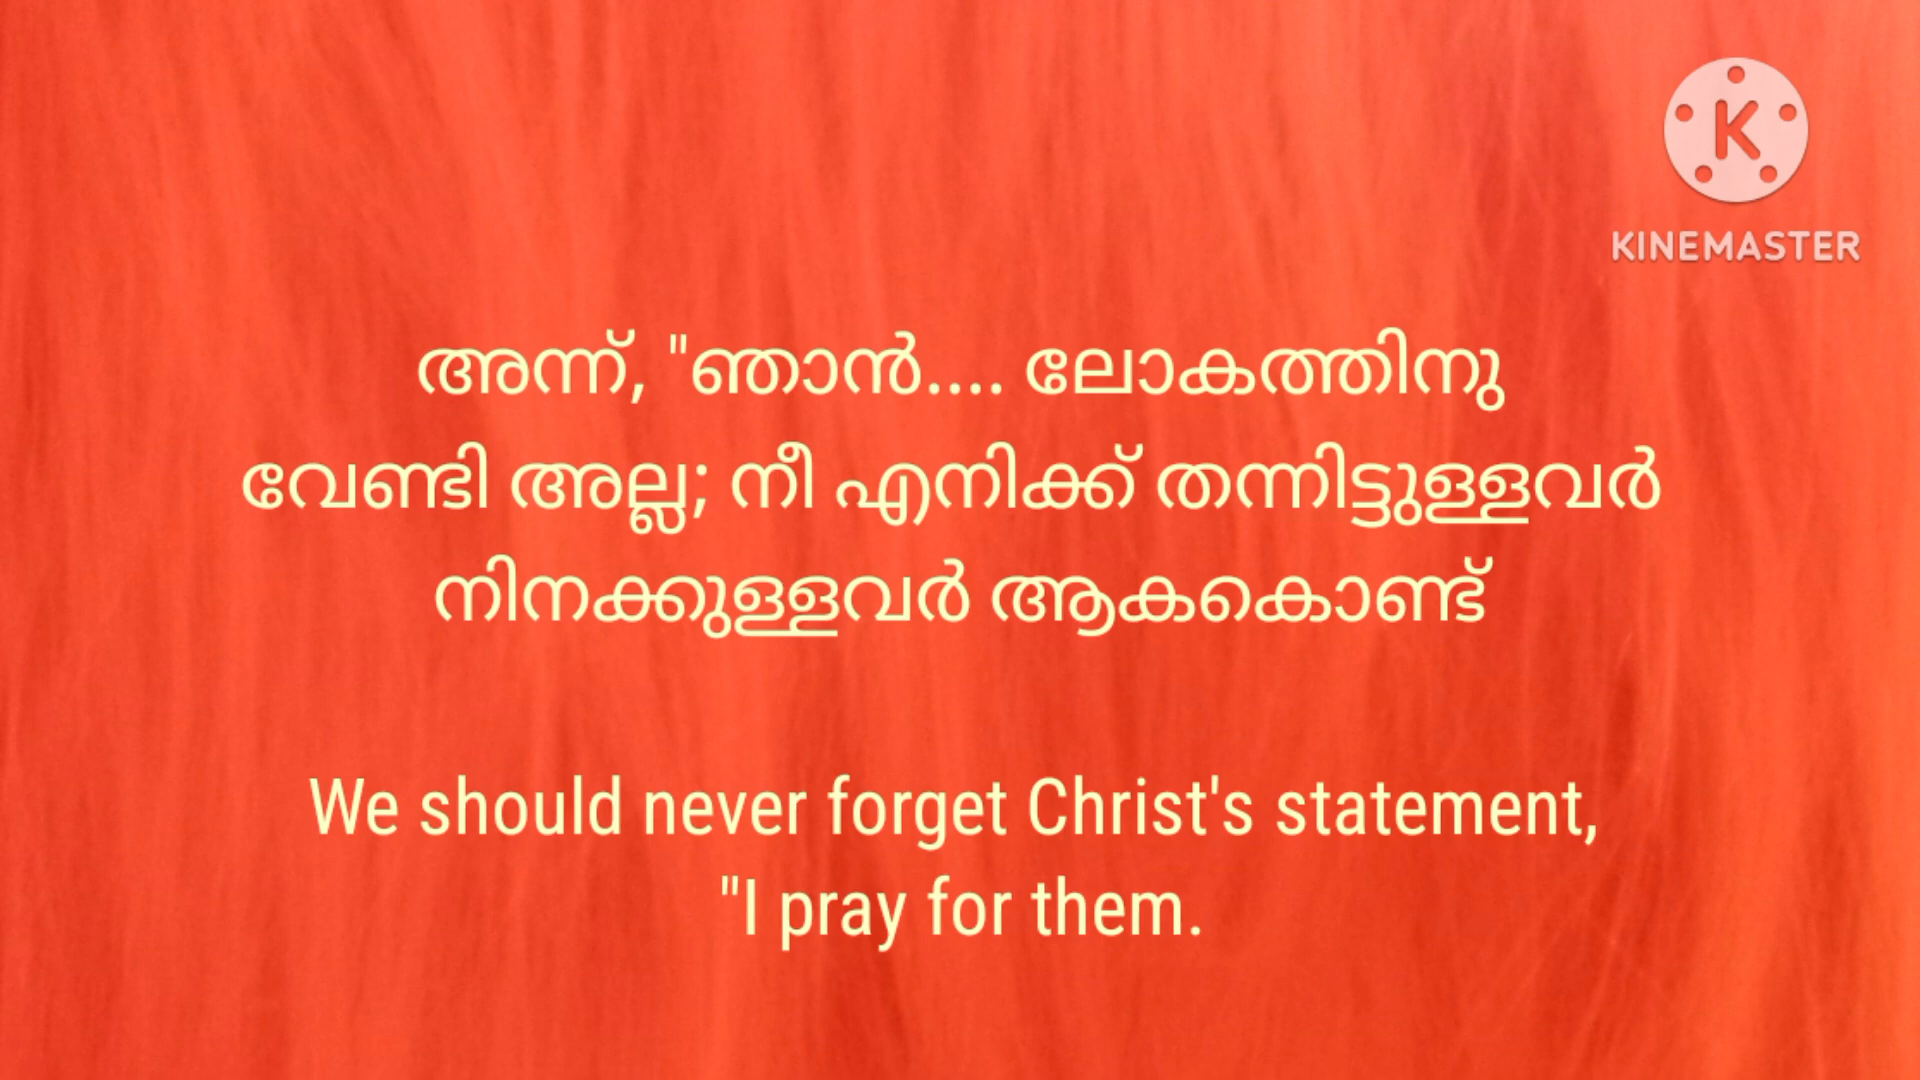 K
KINEMASTER
അന്ന്, "ഞാൻ.... ലോകത്തിനു
വേണ്ടി അല്ല; നീ എനിക്ക് തന്നിട്ടുള്ളവർ
നിനക്കുള്ളവർ ആകകൊണ്ട്
We should never forget Christ's statement,
"I pray for them.